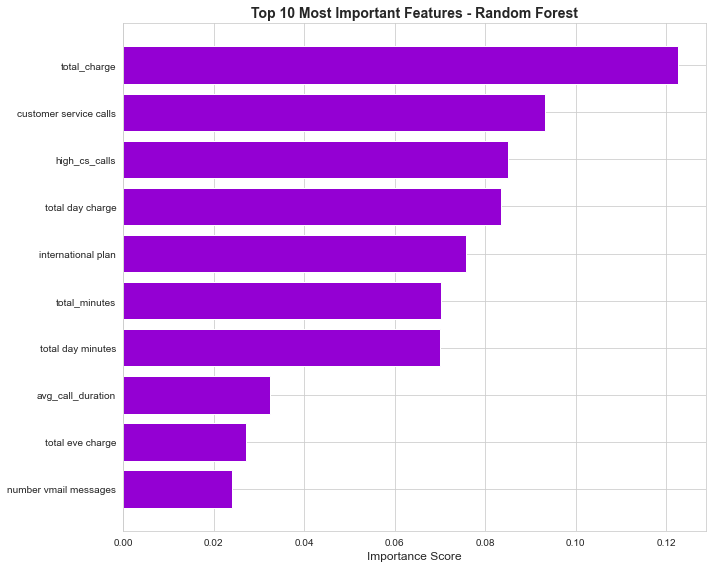 Top 10 Most Important Features - Random Forest
total_charge
customer service calls
high_cs_calls
total day charge
international plan
total_minutes
total day minutes
avg_call_duration
total eve charge
number vmail messages
0.00 0.02 0.04 0.06 0.08 0.10 0.12
Importance Score